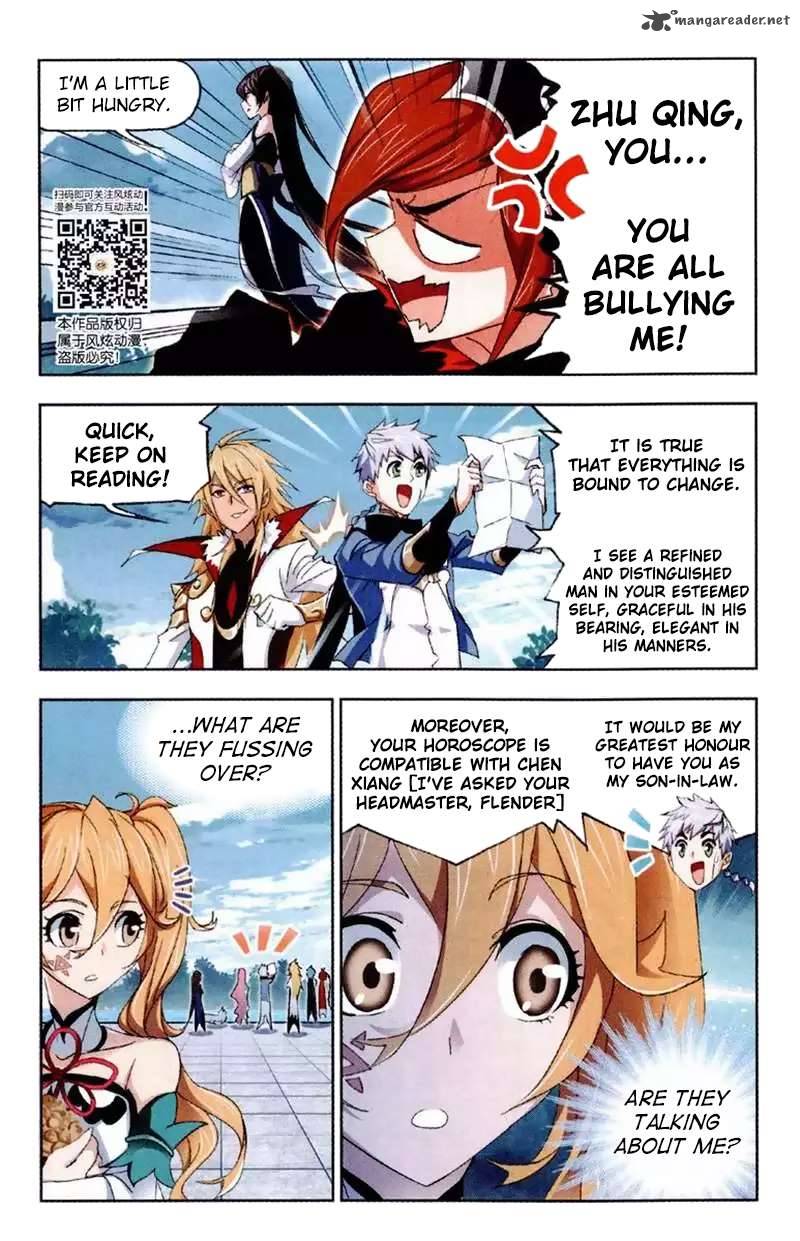 mangareader.net
I'M A LITTLE
BIT HUNGRY.
ZHU QING,
YOU...
YOU
ARE ALL
BULLYING
ME!
扫码即可关注风炫动
漫参与官方互动活动!
本作品版权归
属于风炫动漫
盗版必究!
QUICK,
KEEP ON
READING!
IT IS TRUE
THAT EVERYTHING IS
BOUND TO CHANGE.
I SEE A REFINED
AND DISTINGUISHED
MAN IN YOUR ESTEEMED
SELF, GRACEFUL IN HIS
BEARING, ELEGANT IN
HIS MANNERS.
...WHAT ARE
THEY FUSSING
OVER?
MOREOVER,
YOUR HOROSCOPE IS
COMPATIBLE WITH CHEN
XIANG [I'VE ASKED YOUR
HEADMASTER, FLENDER]
IT WOULD BE MY
GREATEST HONOUR
TO HAVE YOU AS
MY SON-IN-LAW.
ARE THEY
TALKING
ABOUT ME?